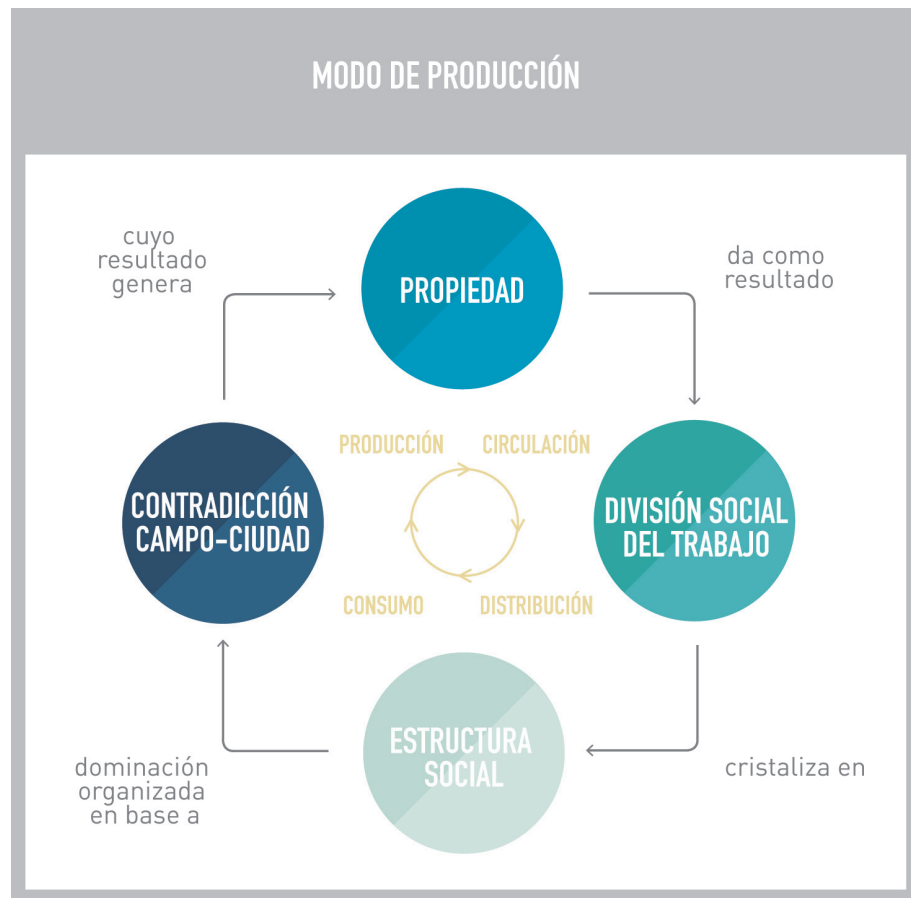 MODO DE PRODUCCIÓN
cuyo
resultado
genera
PROPIEDAD
da como
resultado
PRODUCCIÓN
CIRCULACIÓN
CONTRADICCIÓN
CAMPO-CIUDAD
DIVISIÓN SOCIAL
DEL TRABAJO
CONSUMO
DISTRIBUCIÓN
ESTRUCTURA
SOCIAL
dominación
organizada
en base a
cristaliza en